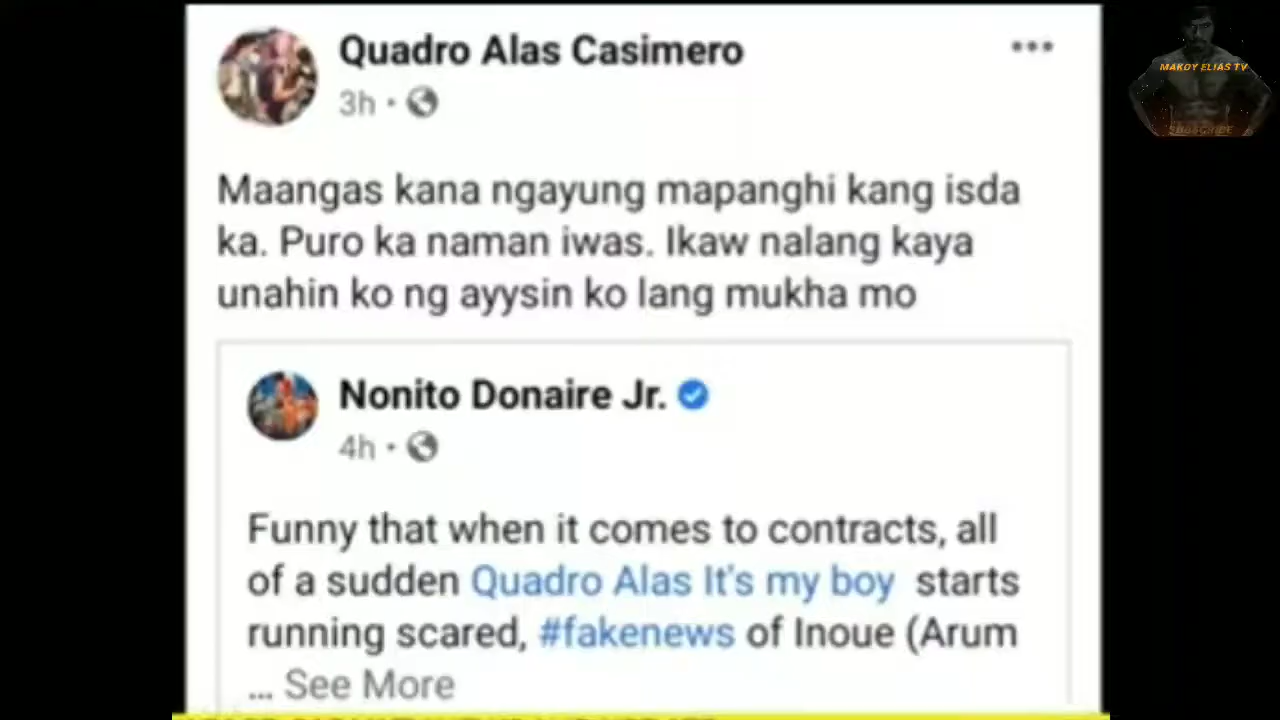 Quadro Alas Casimero
3h
MAKOY ELIAS TV
SUBSCRIBE
Maangas kana ngayung mapanghi kang isda
ka. Puro ka naman iwas. Ikaw nalang kaya
unahin ko ng ayysin ko lang mukha mo
Nonito Donaire Jr.
4h
Funny that when it comes to contracts, all
of a sudden Quadro Alas It's my boy starts
running scared, #fakenews of Inoue (Arum
... See More